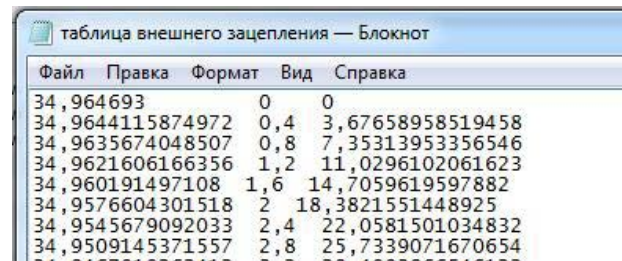 таблица внешнего зацепления — Блокнот
Файл Правка Формат Вид Справка
34,964693 0 0
34,9644115874972 0,4 3,67658958519458
34,9635674048507 0,8 7,35313953356546
34,9621606166356 1,2 11,0296102061623
34,960191497108 1,6 14,7059619597882
34,9576604301518 2 18,3821551448925
34,9545679092033 2,4 22,0581501034832
34,9509145371557 2,8 25,7339071670654